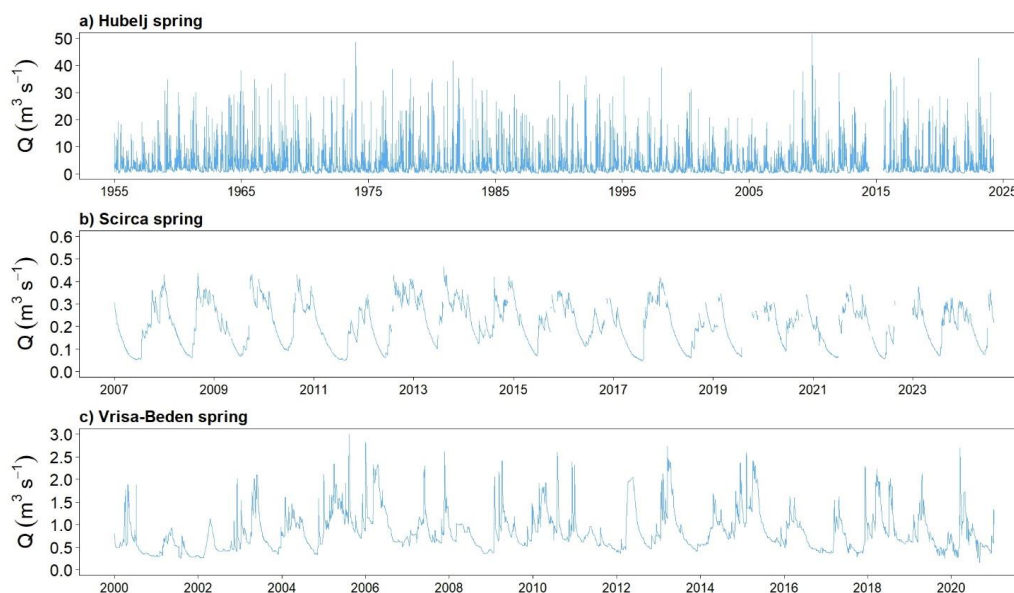 a) Hubelj spring
50
40
30
20
10
0
Q (m³ s⁻¹)
1955 1965 1975 1985 1995 2005 2015 2025
b) Scirca spring
0.6
0.5
0.4
0.3
0.2
0.1
0.0
Q (m³ s⁻¹)
2007 2009 2011 2013 2015 2017 2019 2021 2023
c) Vrisa-Beden spring
3.0
2.5
2.0
1.5
1.0
0.5
0.0
Q (m³ s⁻¹)
2000 2002 2004 2006 2008 2010 2012 2014 2016 2018 2020